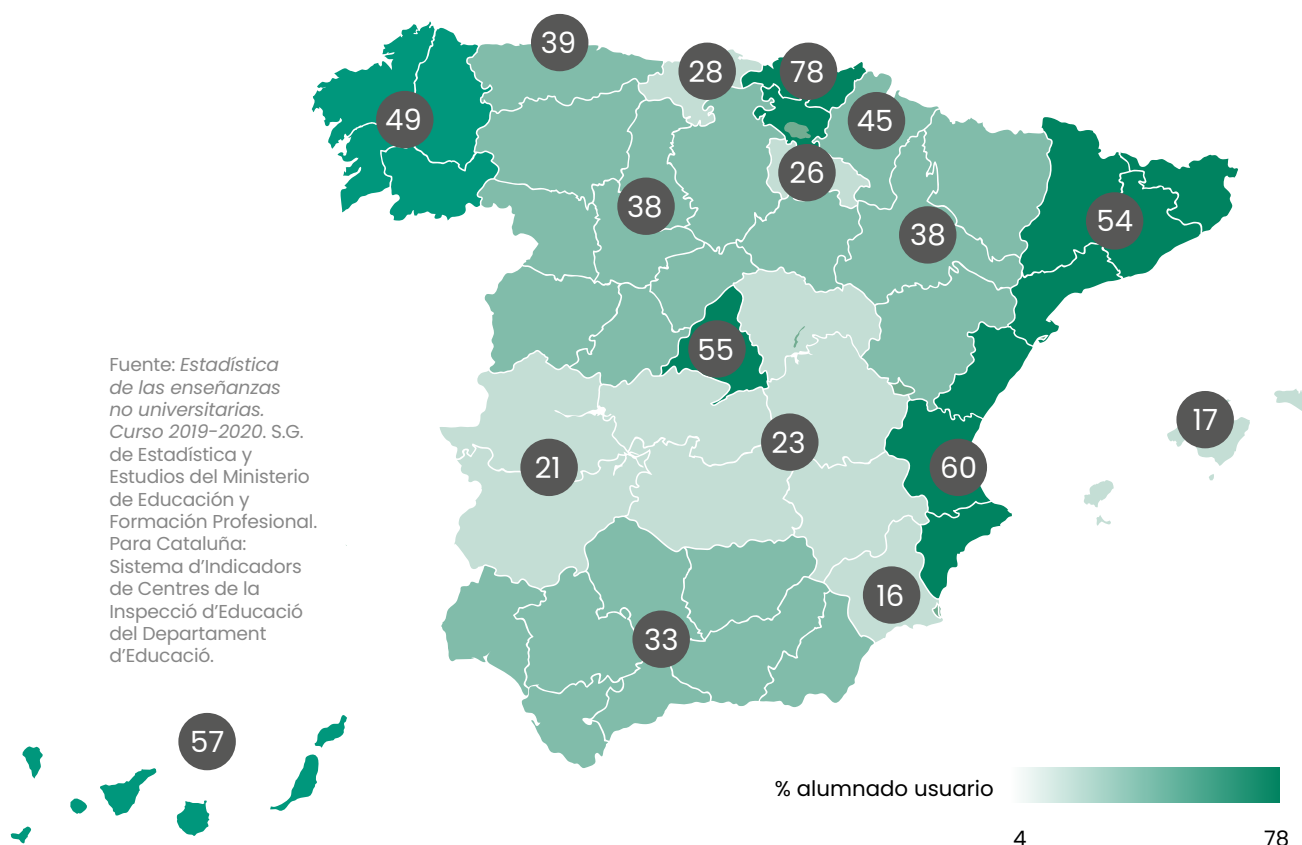 39
28
78
49
45
26
38
38
54
55
Fuente: Estadística
de las enseñanzas
no universitarias.
Curso 2019-2020. S.G.
de Estadística y
Estudios del Ministerio
de Educación y
Formación Profesional.
Para Cataluña:
Sistema d’Indicadors
de Centres de la
Inspecció d’Educació
del Departament
d’Educació.
17
23
21
60
16
33
57
% alumnado usuario
4 78